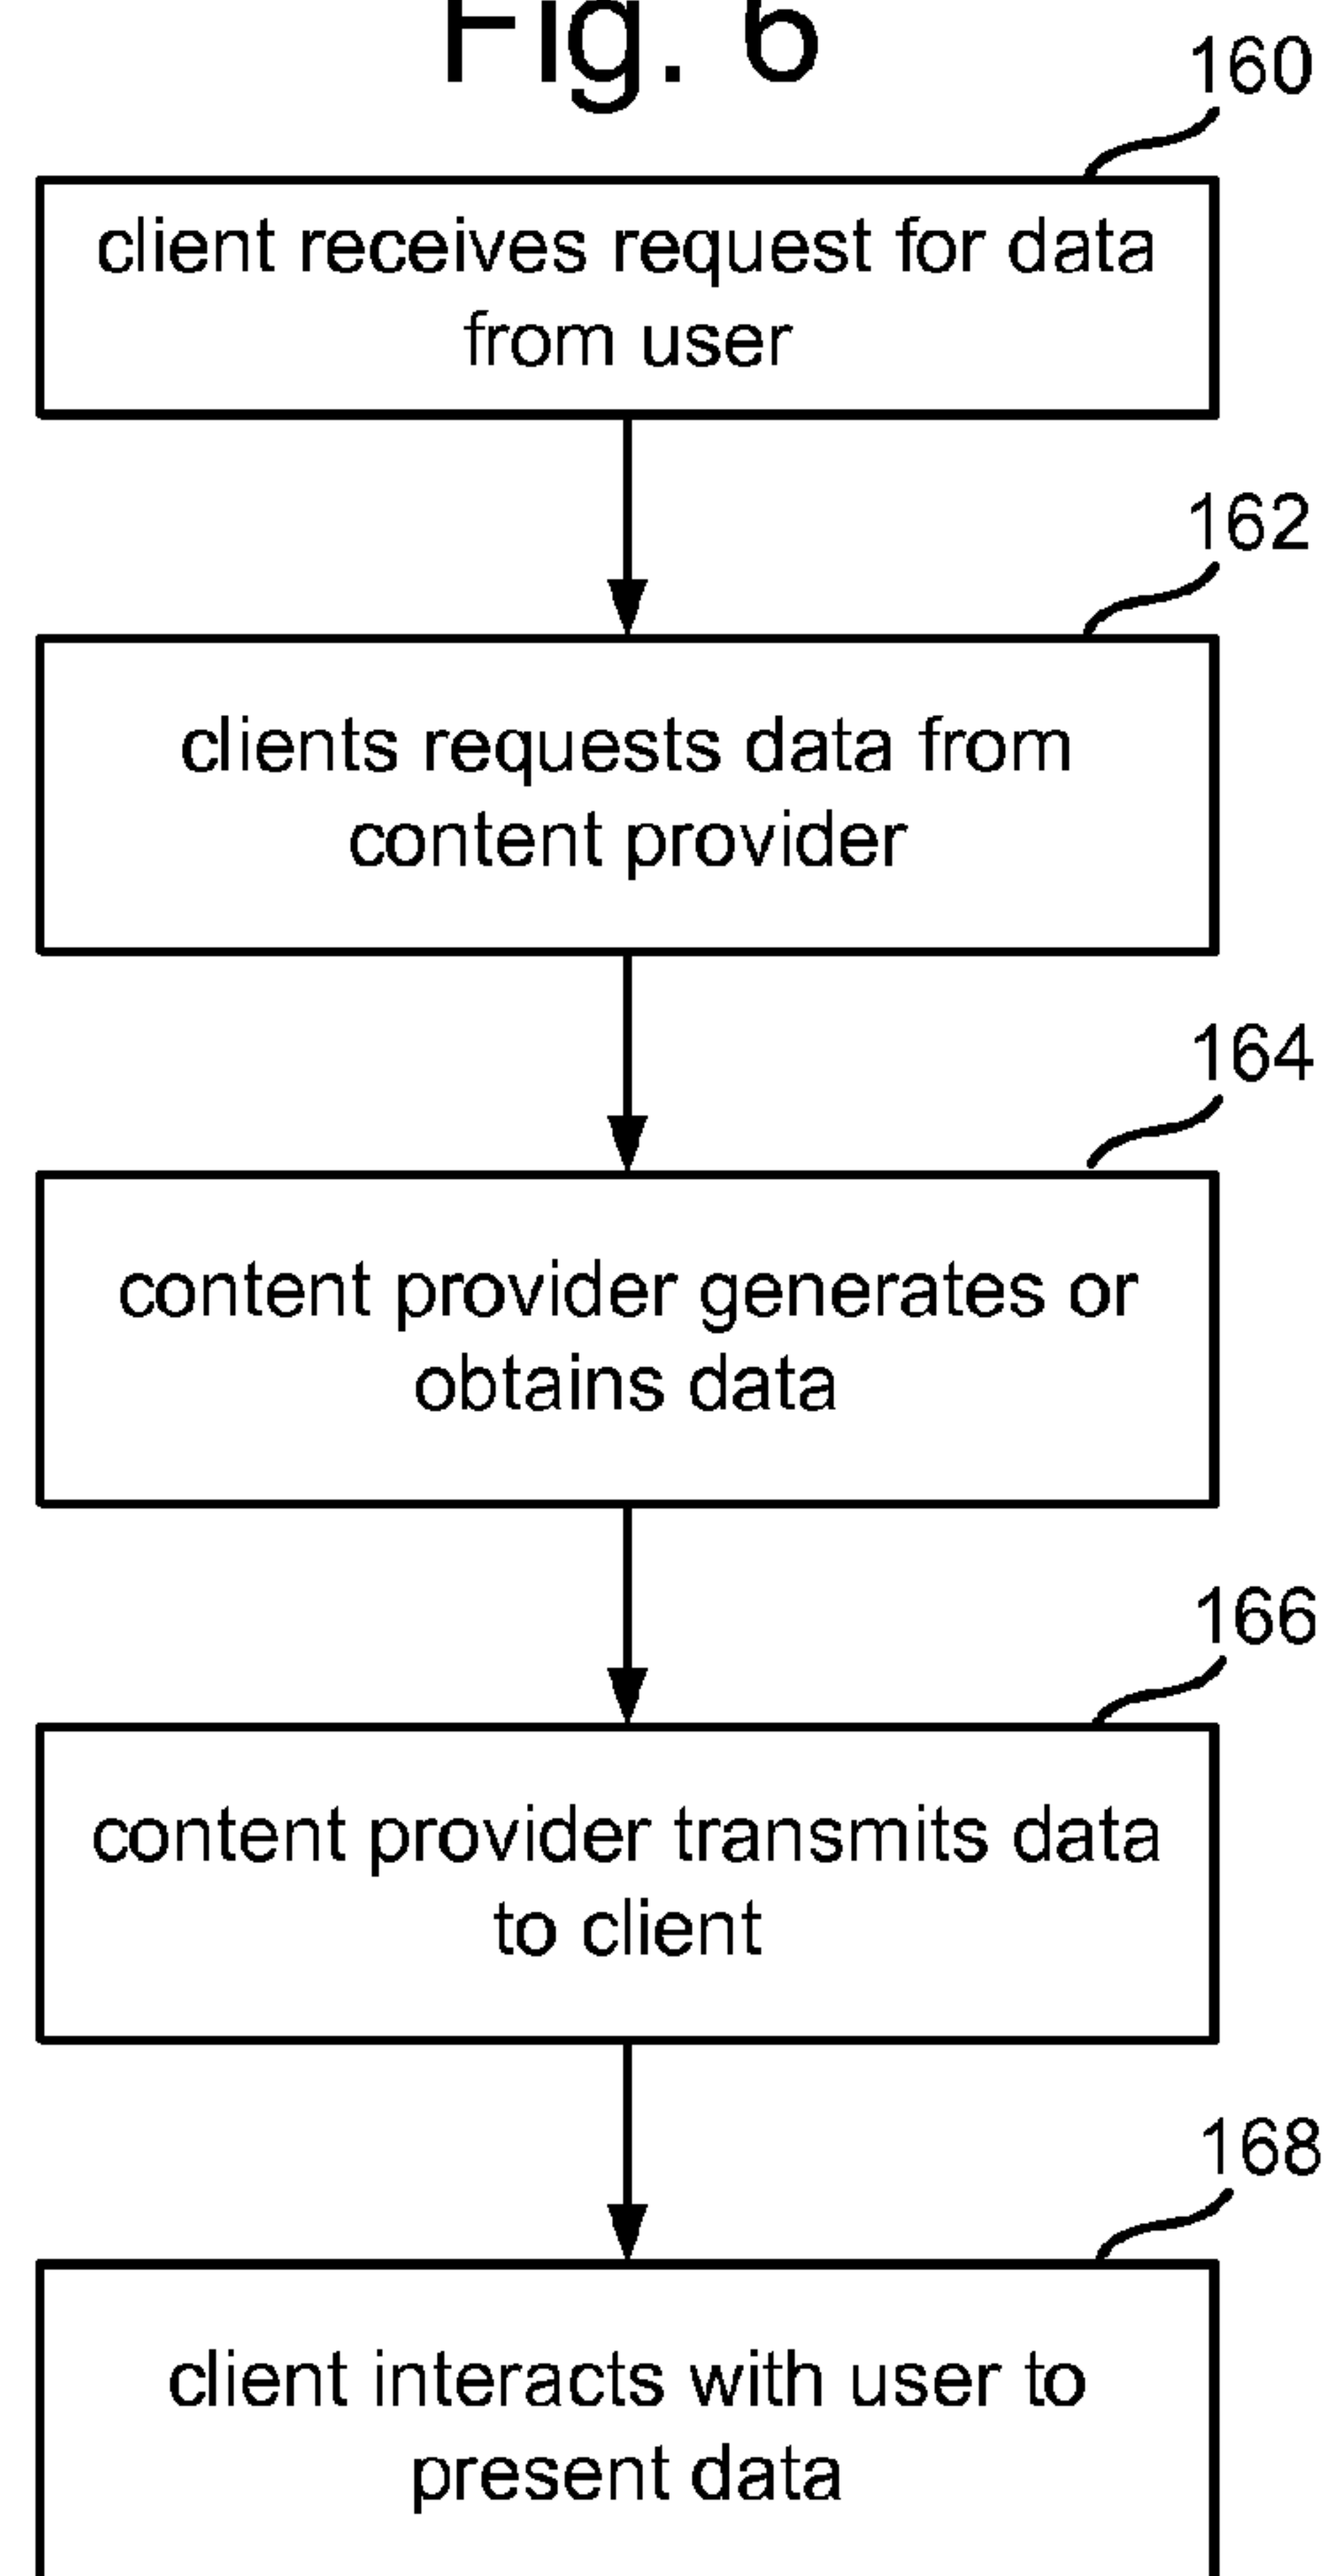 Fig. 6
160
client receives request for data
from user
162
clients requests data from
content provider
164
content provider generates or
obtains data
166
content provider transmits data
to client
168
client interacts with user to
present data